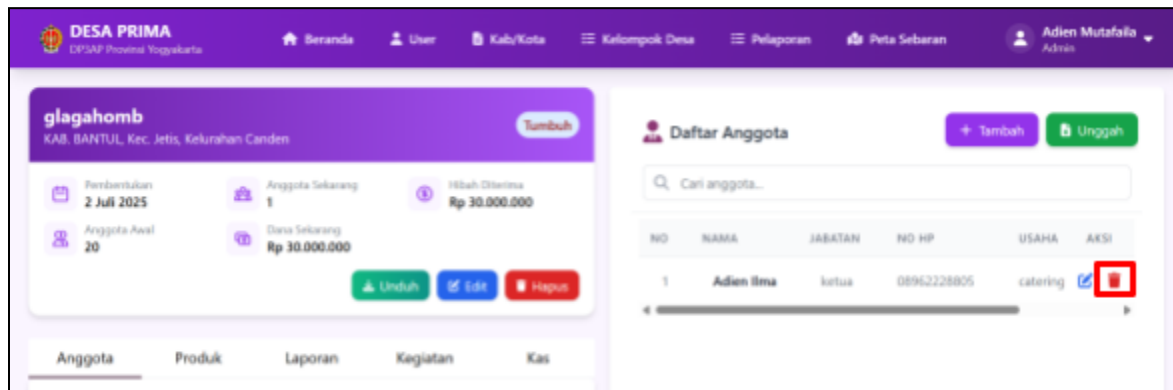 DESA PRIMA
DP3AP Provinsi Yogyakarta
Beranda
User
Kab/Kota
Kelompok Desa
Pelaporan
Peta Sebaran
Adien Mutafaila
Admin
glagahomb
KAB. BANTUL, Kec. Jetis, Kelurahan Canden
Tumbuh
Pembentukan
2 Juli 2025
Anggota Sekarang
1
Hibah Diterima
Rp 30.000.000
Anggota Awal
20
Dana Sekarang
Rp 30.000.000
Unduh
Edit
Hapus
Anggota
Produk
Laporan
Kegiatan
Kas
Daftar Anggota
+ Tambah
Unggah
Cari anggota...
NO NAMA JABATAN NO HP USAHA AKSI
1 Adien Ilma ketua 08962228805 catering